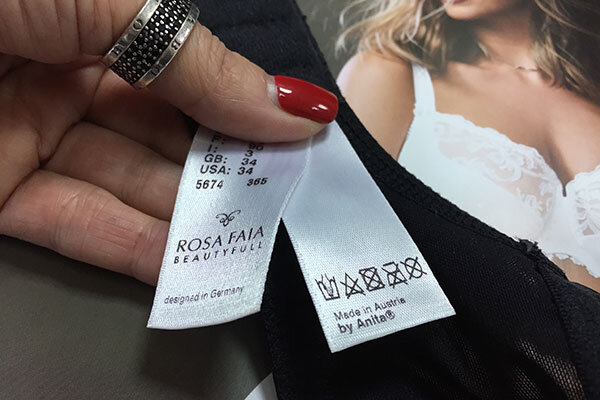 GB: 34
USA: 34
5674 365
ROSA FAIA
BEAUTYFULL
designed in Germany
Made in Austria
by Anita®